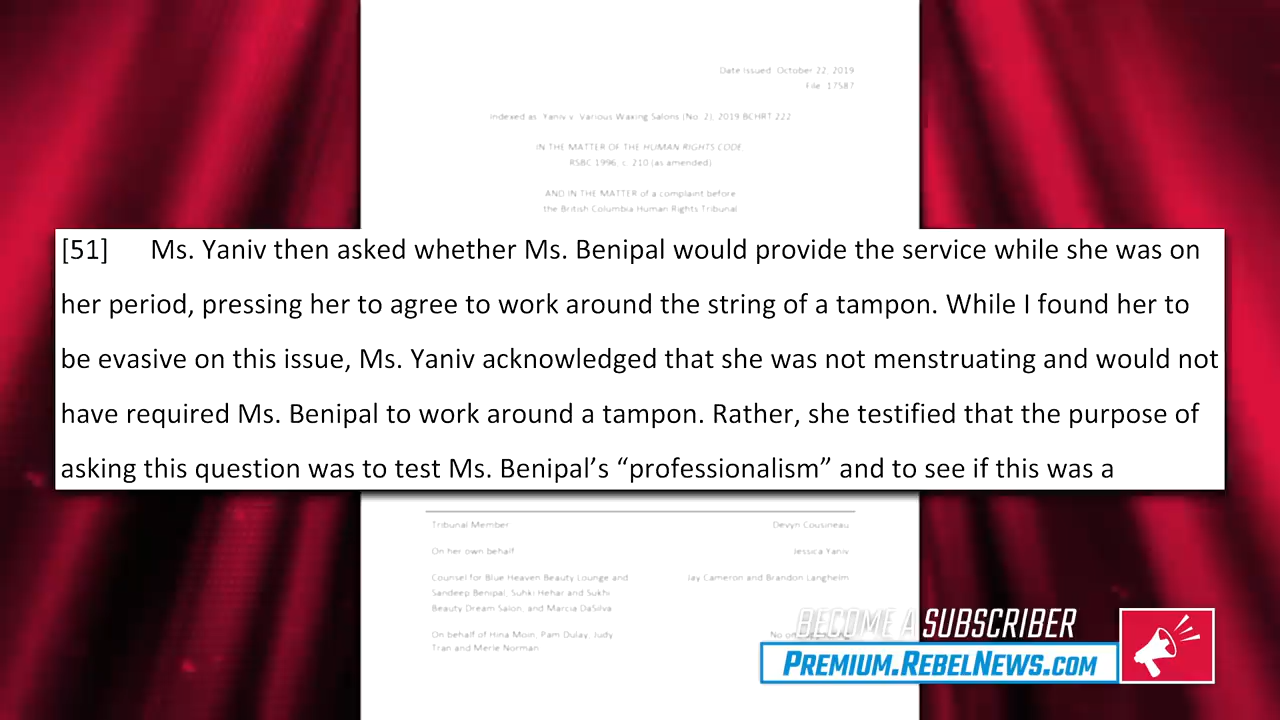 Date Issued: October 22, 2019
File: 17587
Indexed as: Yaniv v. Various Waxing Salons (No. 2), 2019 BCHRT 222
IN THE MATTER OF THE HUMAN RIGHTS CODE
RSBC 1996, c. 210 (as amended)
AND IN THE MATTER of a complaint before
the British Columbia Human Rights Tribunal
[51] Ms. Yaniv then asked whether Ms. Benipal would provide the service while she was on
her period, pressing her to agree to work around the string of a tampon. While I found her to
be evasive on this issue, Ms. Yaniv acknowledged that she was not menstruating and would not
have required Ms. Benipal to work around a tampon. Rather, she testified that the purpose of
asking this question was to test Ms. Benipal’s “professionalism” and to see if this was a
Tribunal Member Devyn Cousineau
On her own behalf Jessica Yaniv
Counsel for Blue Heaven Beauty Lounge and Jay Cameron and Brandon Langhelm
Sandeep Benipal, Suhki Hehar and Sukhi
Beauty Dream Salon, and Marcia DaSilva
On behalf of Hina Moin, Pam Dulay, Judy No
Tran and Merle Norman
BECOME A SUBSCRIBER
PREMIUM.REBELNEWS.COM